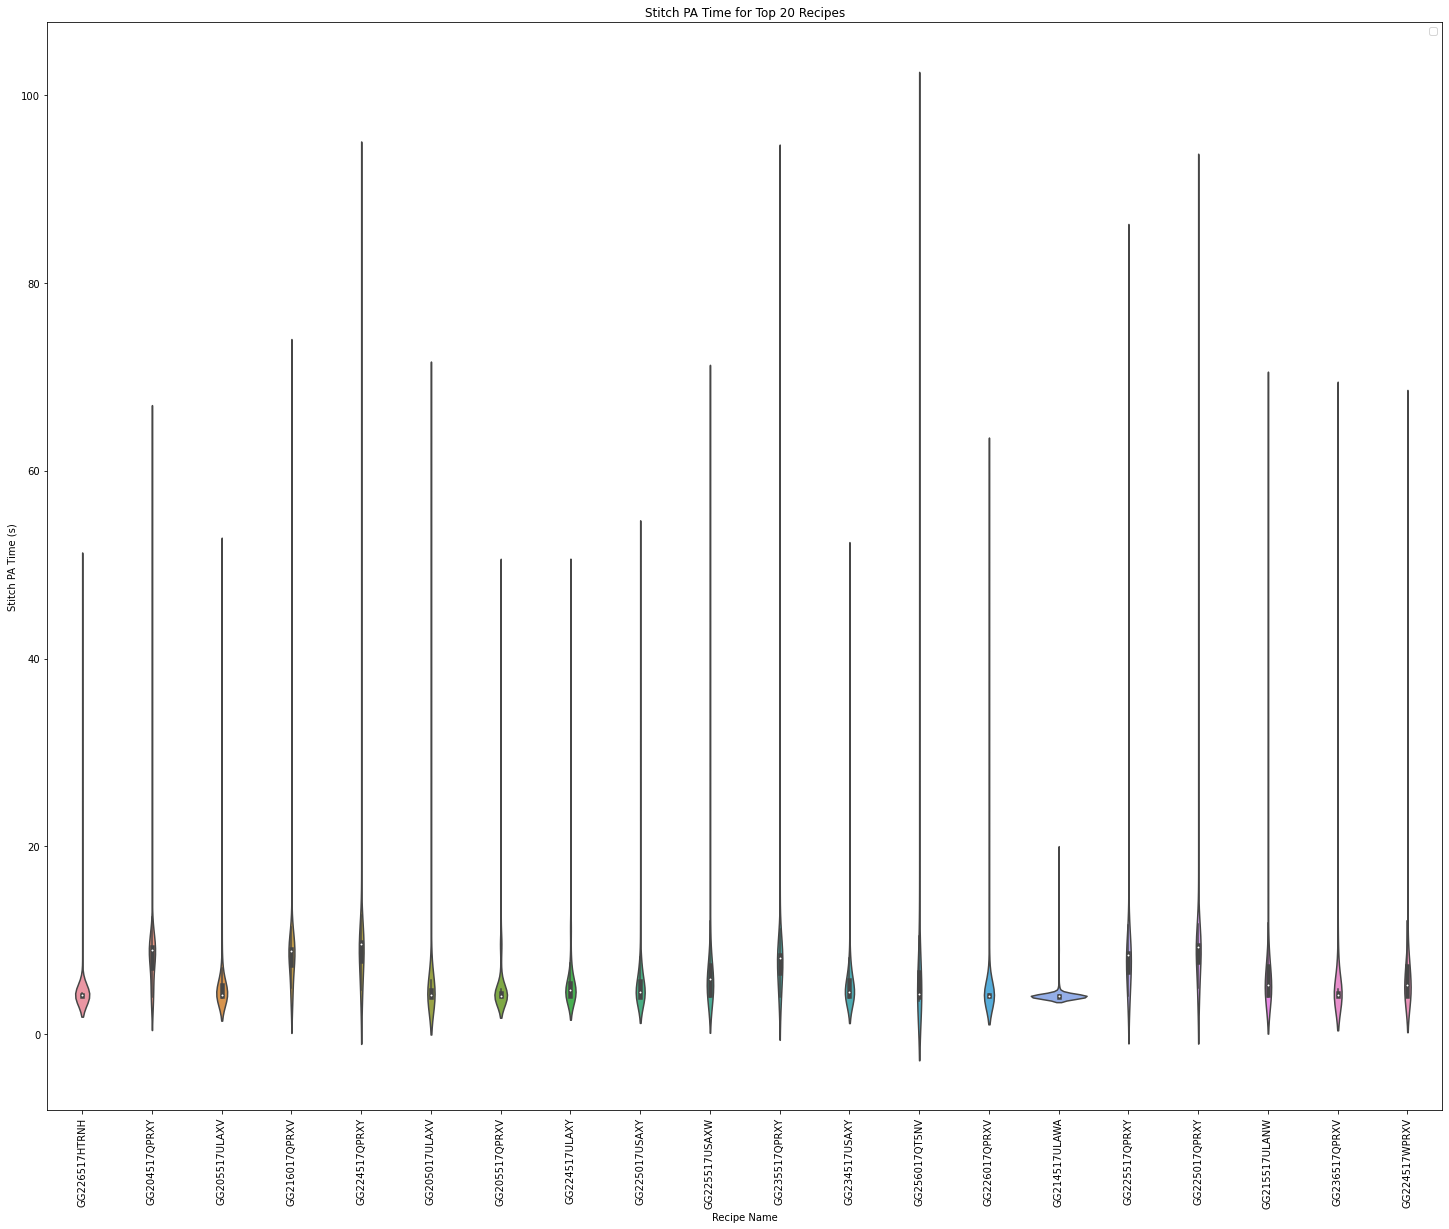 Stitch PA Time for Top 20 Recipes
100
80
60
40
20
0
Stitch PA Time (s)
GG226517HTRNH
GG204517QPRXY
GG205517ULAXV
GG216017QPRXV
GG224517QPRXY
GG205017ULAXV
GG205517QPRXV
GG224517ULAXY
GG225017USAXY
GG225517USAXW
GG235517QPRXY
GG234517USAXY
GG256017QT5NV
GG226017QPRXV
GG214517ULAWA
GG225517QPRXY
GG225017QPRXY
GG215517ULANW
GG236517QPRXV
GG224517WPRXV
Recipe Name